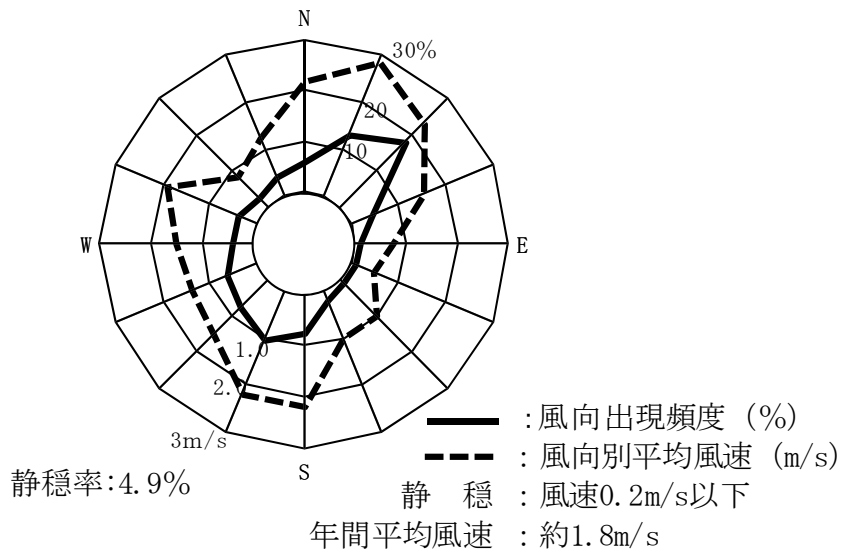 N
30%
20
10
W
E
1.0
2.
3m/s
S
:風向出現頻度 (%)
:風向別平均風速 (m/s)
静穏率:4.9%
静 穏 :風速0.2m/s以下
年間平均風速 :約1.8m/s